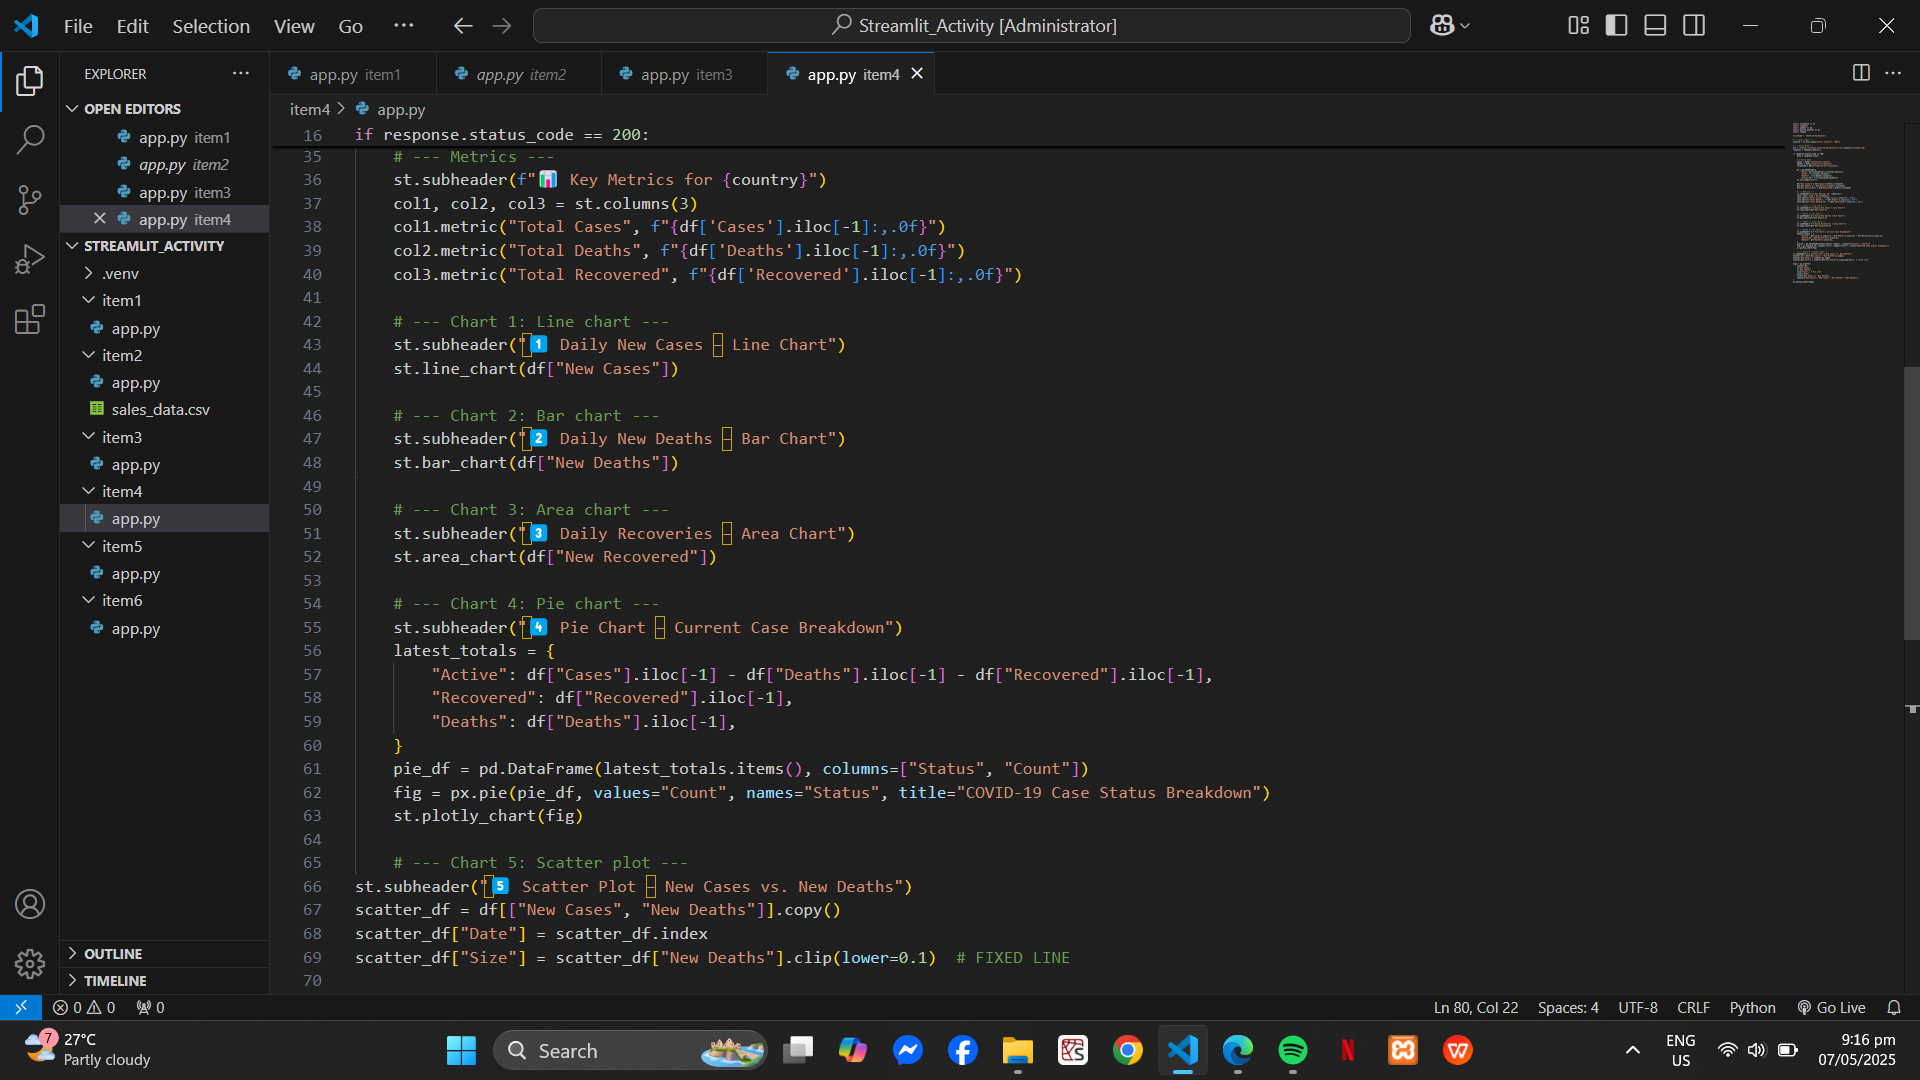 File Edit Selection View Go ··· Streamlit_Activity [Administrator]
EXPLORER
app.py item1 app.py item2 app.py item3 app.py item4
OPEN EDITORS
app.py item1
app.py item2
app.py item3
app.py item4
STREAMLIT_ACTIVITY
.venv
item1
app.py
item2
app.py
sales_data.csv
item3
app.py
item4
app.py
item5
app.py
item6
app.py
OUTLINE
TIMELINE
item4 > app.py
16 if response.status_code == 200:
35 # --- Metrics ---
36 st.subheader(f"📊 Key Metrics for {country}")
37 col1, col2, col3 = st.columns(3)
38 col1.metric("Total Cases", f"{df['Cases'].iloc[-1]:,.0f}")
39 col2.metric("Total Deaths", f"{df['Deaths'].iloc[-1]:,.0f}")
40 col3.metric("Total Recovered", f"{df['Recovered'].iloc[-1]:,.0f}")
41
42 # --- Chart 1: Line chart ---
43 st.subheader("1️⃣ Daily New Cases – Line Chart")
44 st.line_chart(df["New Cases"])
45
46 # --- Chart 2: Bar chart ---
47 st.subheader("2️⃣ Daily New Deaths – Bar Chart")
48 st.bar_chart(df["New Deaths"])
49
50 # --- Chart 3: Area chart ---
51 st.subheader("3️⃣ Daily Recoveries – Area Chart")
52 st.area_chart(df["New Recovered"])
53
54 # --- Chart 4: Pie chart ---
55 st.subheader("4️⃣ Pie Chart – Current Case Breakdown")
56 latest_totals = {
57 "Active": df["Cases"].iloc[-1] - df["Deaths"].iloc[-1] - df["Recovered"].iloc[-1],
58 "Recovered": df["Recovered"].iloc[-1],
59 "Deaths": df["Deaths"].iloc[-1],
60 }
61 pie_df = pd.DataFrame(latest_totals.items(), columns=["Status", "Count"])
62 fig = px.pie(pie_df, values="Count", names="Status", title="COVID-19 Case Status Breakdown")
63 st.plotly_chart(fig)
64
65 # --- Chart 5: Scatter plot ---
66 st.subheader("5️⃣ Scatter Plot – New Cases vs. New Deaths")
67 scatter_df = df[["New Cases", "New Deaths"]].copy()
68 scatter_df["Date"] = scatter_df.index
69 scatter_df["Size"] = scatter_df["New Deaths"].clip(lower=0.1) # FIXED LINE
70
0 0 0 Ln 80, Col 22 Spaces: 4 UTF-8 CRLF Python Go Live
7 27°C
Partly cloudy
Search
ENG
US
9:16 pm
07/05/2025